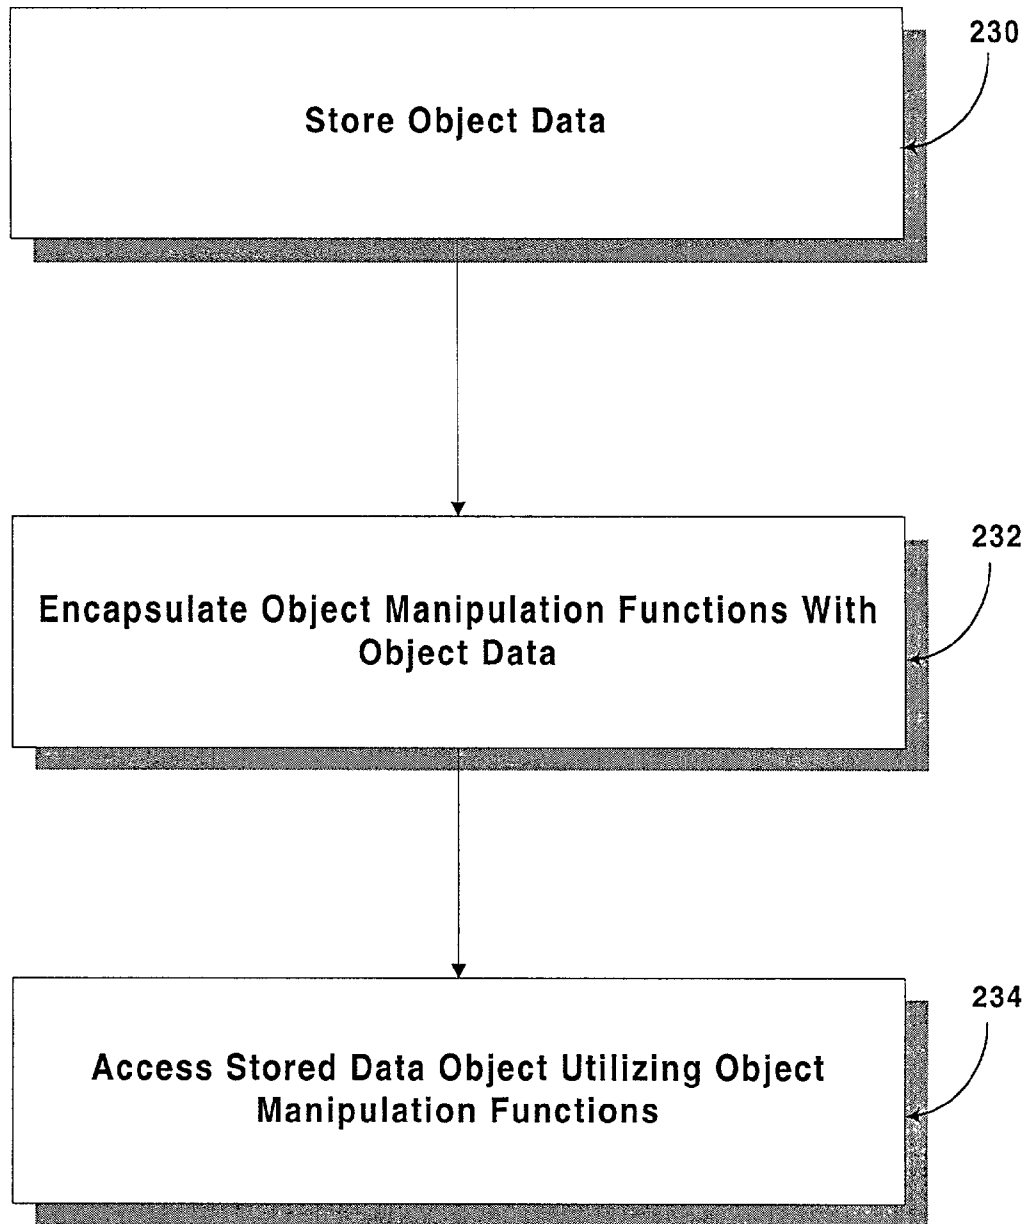 230
Store Object Data
232
Encapsulate Object Manipulation Functions With
Object Data
234
Access Stored Data Object Utilizing Object
Manipulation Functions